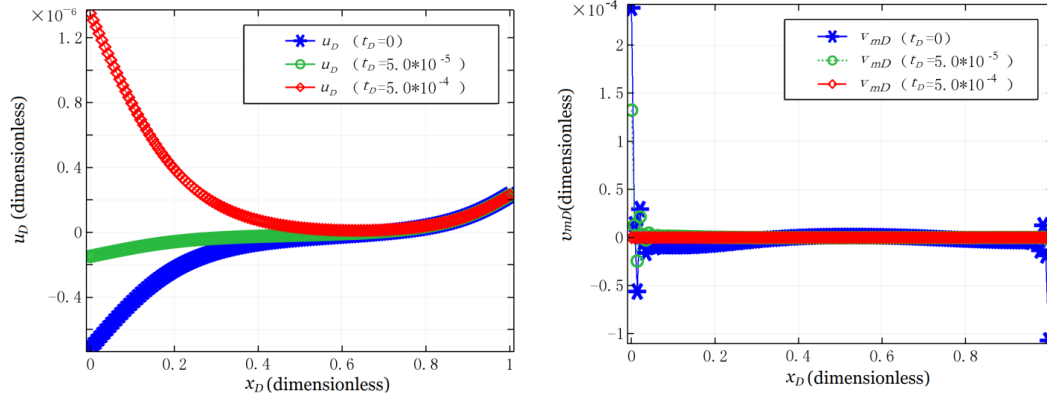 ×10⁻⁶
1.2
0.8
0.4
0
-0.4
0
0.2
0.4
0.6
0.8
1
u_D (dimensionless)
x_D (dimensionless)
u_D (t_D=0)
u_D (t_D=5.0*10⁻⁵)
u_D (t_D=5.0*10⁻⁴)
×10⁻⁴
2
1.5
1
0.5
0
-0.5
-1
0
0.2
0.4
0.6
0.8
v_mD(dimensionless)
x_D (dimensionless)
v_mD (t_D=0)
v_mD (t_D=5.0*10⁻⁵)
v_mD (t_D=5.0*10⁻⁴)